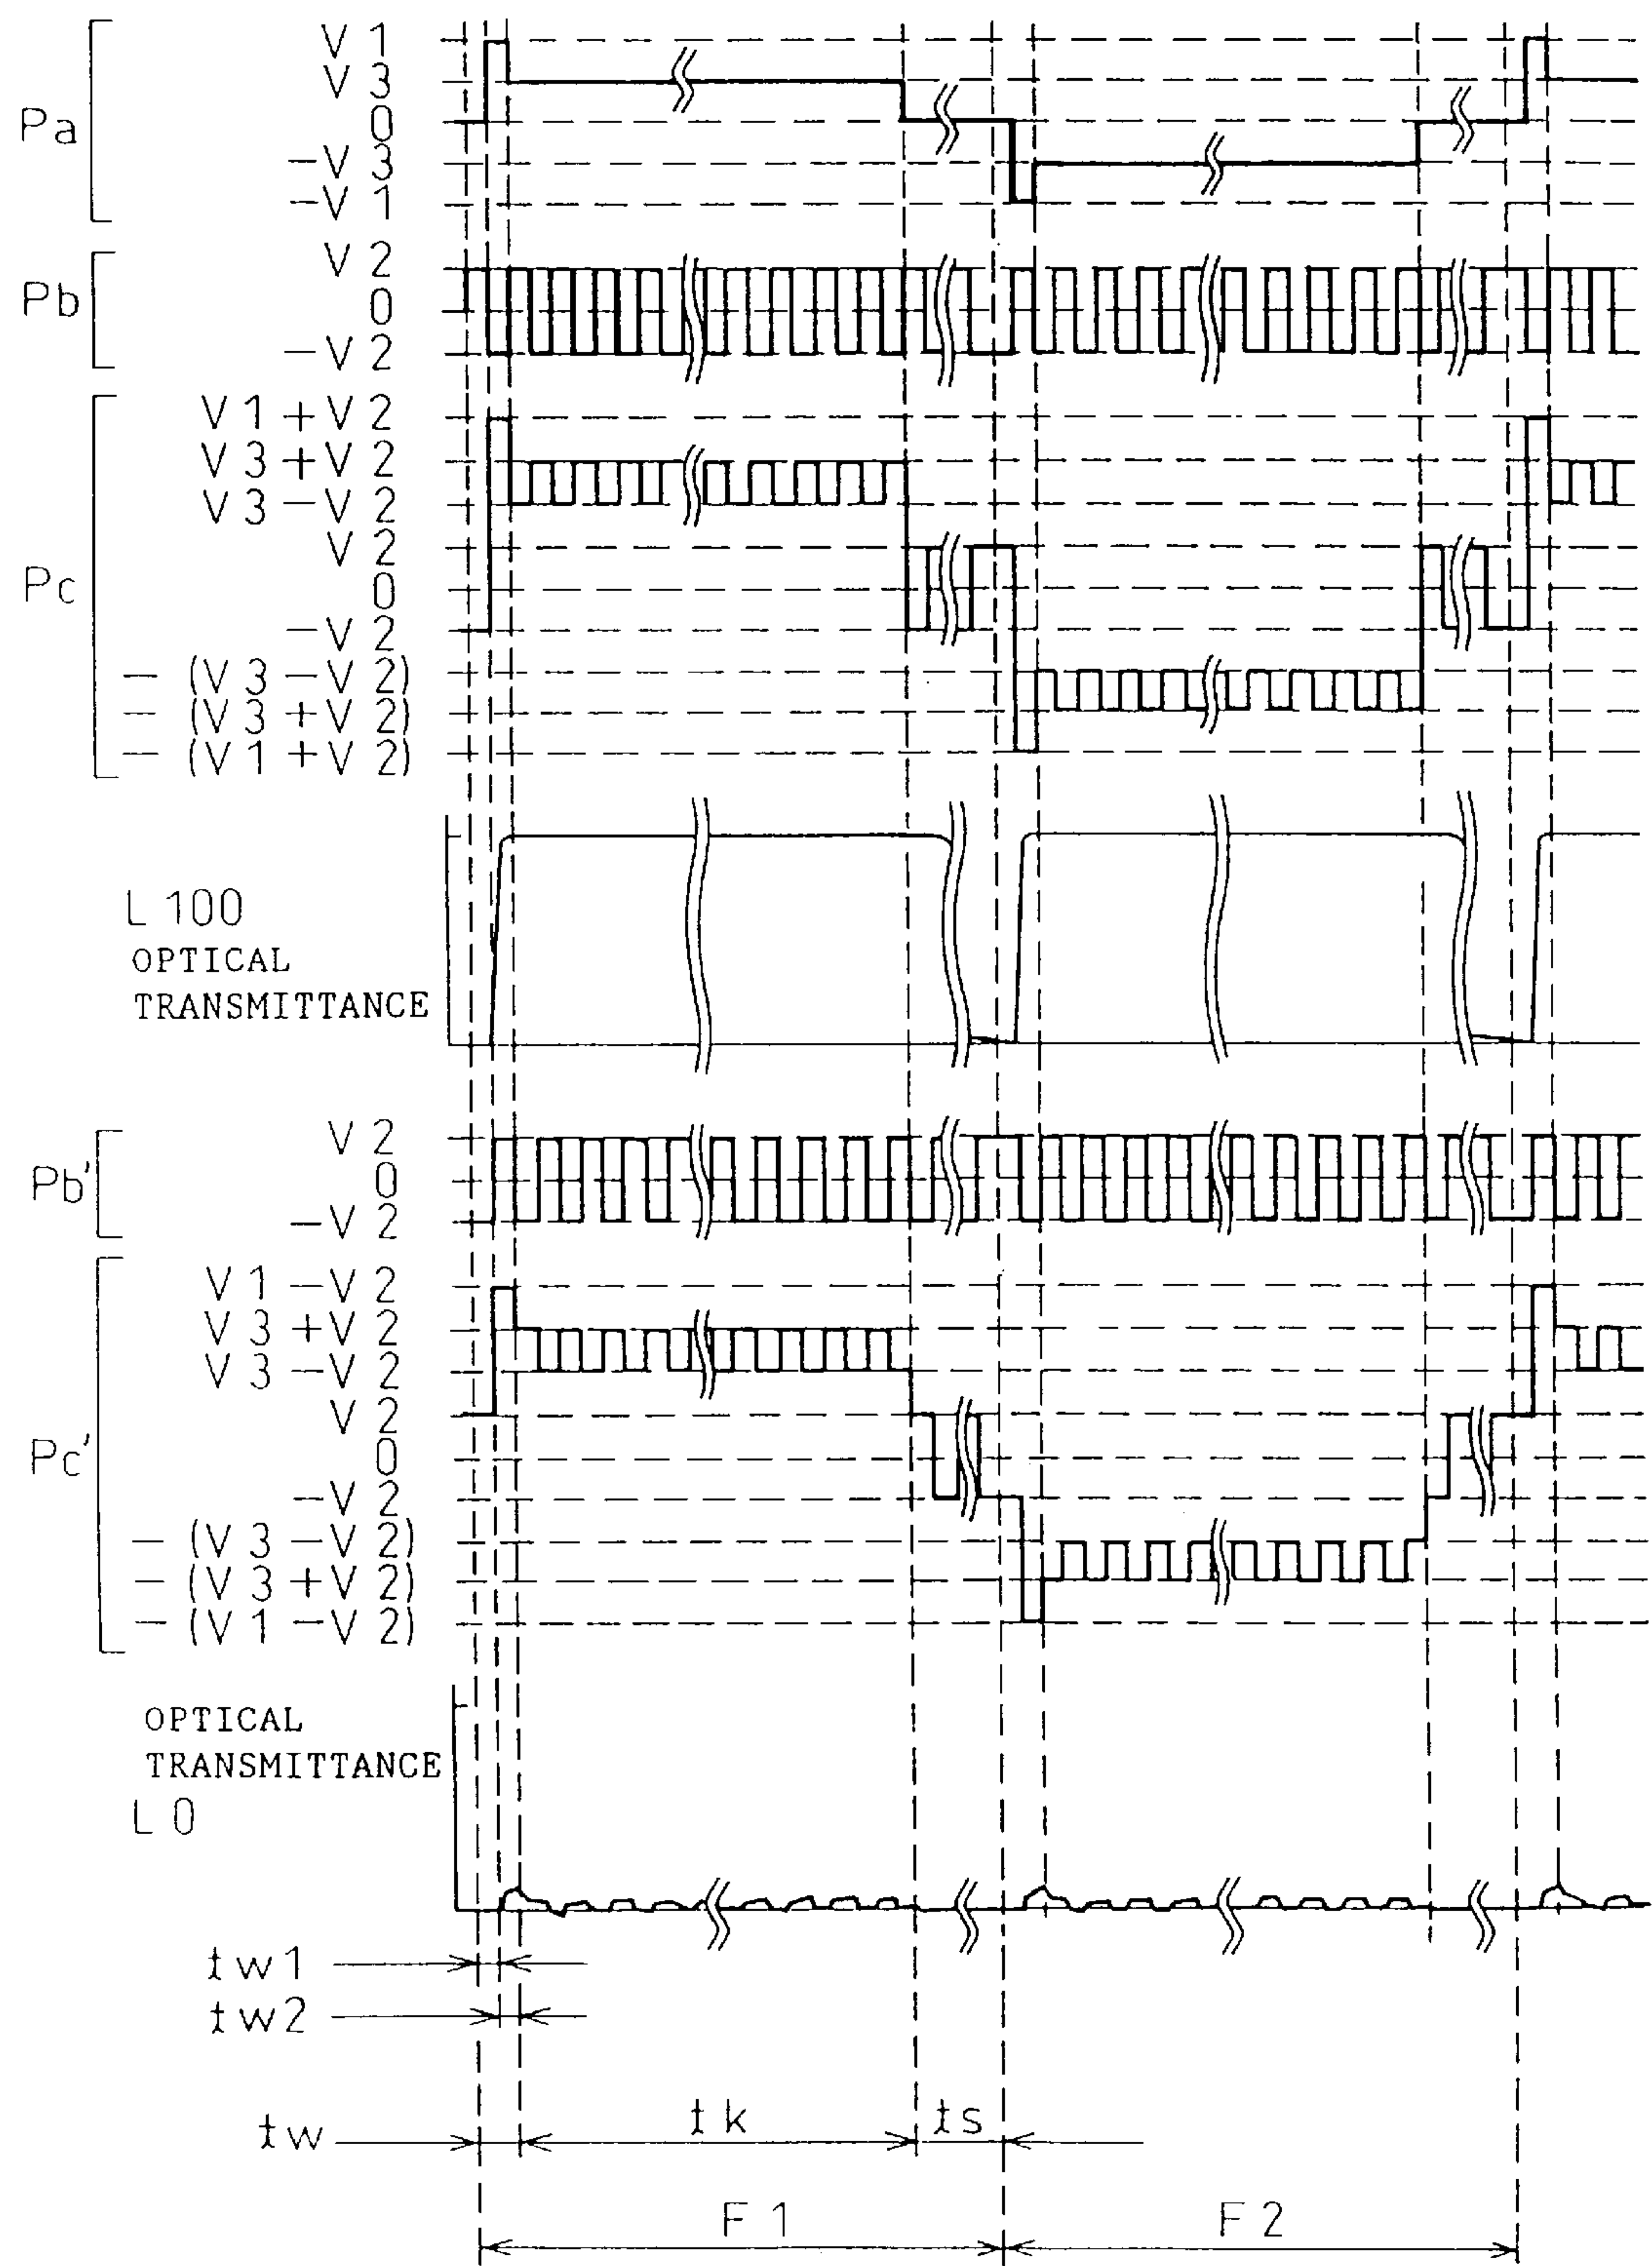 V 1
V 3
Pa
0
−V 3
−V 1
V 2
Pb
0
−V 2
V 1 + V 2
V 3 + V 2
V 3 − V 2
V 2
Pc
0
−V 2
− (V 3 − V 2)
− (V 3 + V 2)
− (V 1 + V 2)
L 100
OPTICAL
TRANSMITTANCE
V 2
Pb'
0
−V 2
V 1 − V 2
V 3 + V 2
V 3 − V 2
V 2
Pc'
0
−V 2
− (V 3 − V 2)
− (V 3 + V 2)
− (V 1 − V 2)
OPTICAL
TRANSMITTANCE
L 0
tw1
tw2
tw tk ts
F 1 F 2